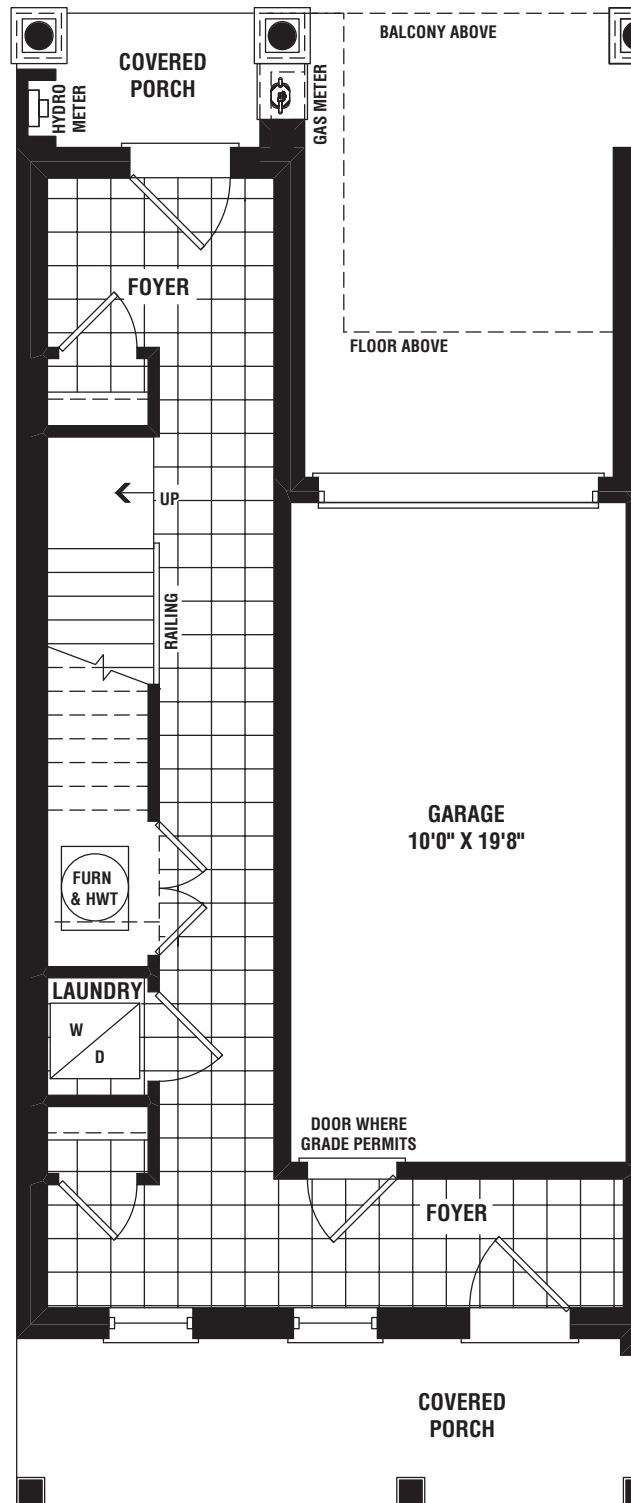 BALCONY ABOVE
COVERED
PORCH
HYDRO
METER
GAS METER
FOYER
FLOOR ABOVE
UP
RAILING
GARAGE
10'0" X 19'8"
FURN
& HWT
LAUNDRY
W
D
DOOR WHERE
GRADE PERMITS
FOYER
COVERED
PORCH